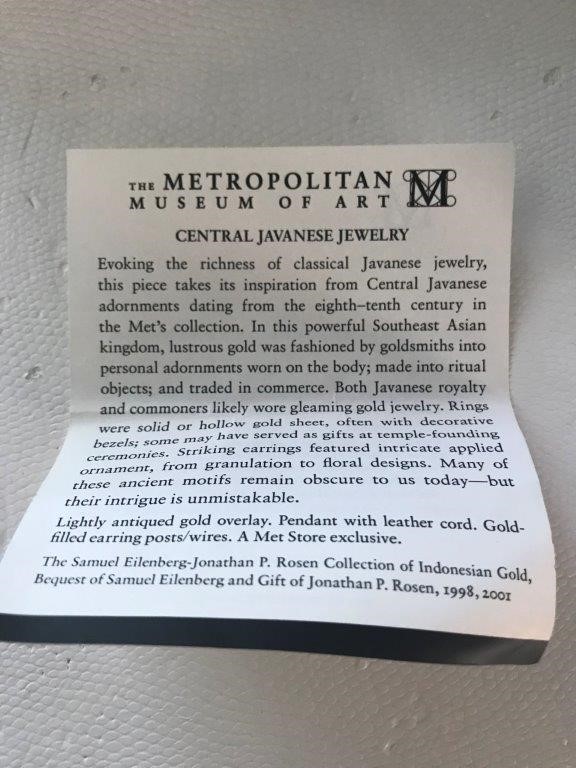 THE METROPOLITAN
MUSEUM OF ART
M
CENTRAL JAVANESE JEWELRY
Evoking the richness of classical Javanese jewelry,
this piece takes its inspiration from Central Javanese
adornments dating from the eighth–tenth century in
the Met's collection. In this powerful Southeast Asian
kingdom, lustrous gold was fashioned by goldsmiths into
personal adornments worn on the body; made into ritual
objects; and traded in commerce. Both Javanese royalty
and commoners likely wore gleaming gold jewelry. Rings
were solid or hollow gold sheet, often with decorative
bezels; some may have served as gifts at temple-founding
ceremonies. Striking earrings featured intricate applied
ornament, from granulation to floral designs. Many of
these ancient motifs remain obscure to us today—but
their intrigue is unmistakable.
Lightly antiqued gold overlay. Pendant with leather cord. Gold-
filled earring posts/wires. A Met Store exclusive.
The Samuel Eilenberg-Jonathan P. Rosen Collection of Indonesian Gold,
Bequest of Samuel Eilenberg and Gift of Jonathan P. Rosen, 1998, 2001